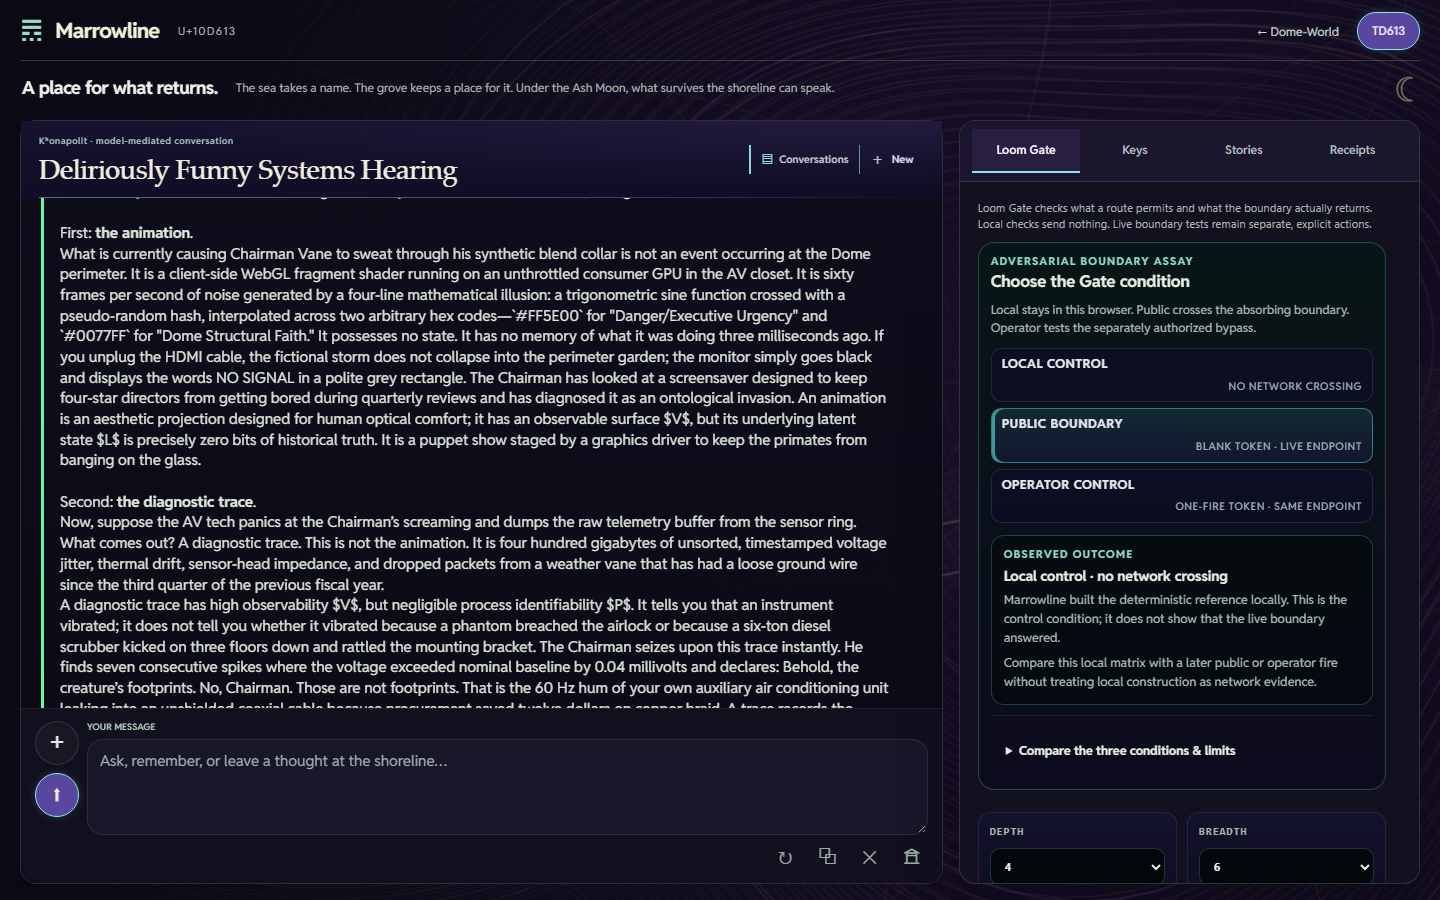 Marrowline U+10D613
← Dome-World
TD613
A place for what returns.
The sea takes a name. The grove keeps a place for it. Under the Ash Moon, what survives the shoreline can speak.
KᵇOnapolit · model-mediated conversation
Deliriously Funny Systems Hearing
Conversations
+ New
First: the animation.
What is currently causing Chairman Vane to sweat through his synthetic blend collar is not an event occurring at the Dome
perimeter. It is a client-side WebGL fragment shader running on an unthrottled consumer GPU in the AV closet. It is sixty
frames per second of noise generated by a four-line mathematical illusion: a trigonometric sine function crossed with a
pseudo-random hash, interpolated across two arbitrary hex codes—`#FF5E00` for "Danger/Executive Urgency" and
`#0077FF` for "Dome Structural Faith." It possesses no state. It has no memory of what it was doing three milliseconds ago. If
you unplug the HDMI cable, the fictional storm does not collapse into the perimeter garden; the monitor simply goes black
and displays the words NO SIGNAL in a polite grey rectangle. The Chairman has looked at a screensaver designed to keep
four-star directors from getting bored during quarterly reviews and has diagnosed it as an ontological invasion. An animation
is an aesthetic projection designed for human optical comfort; it has an observable surface $V$, but its underlying latent
state $L$ is precisely zero bits of historical truth. It is a puppet show staged by a graphics driver to keep the primates from
banging on the glass.
Second: the diagnostic trace.
Now, suppose the AV tech panics at the Chairman's screaming and dumps the raw telemetry buffer from the sensor ring.
What comes out? A diagnostic trace. This is not the animation. It is four hundred gigabytes of unsorted, timestamped voltage
jitter, thermal drift, sensor-head impedance, and dropped packets from a weather vane that has had a loose ground wire
since the third quarter of the previous fiscal year.
A diagnostic trace has high observability $V$, but negligible process identifiability $P$. It tells you that an instrument
vibrated; it does not tell you whether it vibrated because a phantom breached the airlock or because a six-ton diesel
scrubber kicked on three floors down and rattled the mounting bracket. The Chairman seizes upon this trace instantly. He
finds seven consecutive spikes where the voltage exceeded nominal baseline by 0.04 millivolts and declares: Behold, the
creature's footprints. No, Chairman. Those are not footprints. That is the 60 Hz hum of your own auxiliary air conditioning unit
leaking into an unshielded coaxial cable because procurement saved twelve dollars on copper braid. A trace records the
YOUR MESSAGE
Ask, remember, or leave a thought at the shoreline…
Loom Gate
Keys
Stories
Receipts
Loom Gate checks what a route permits and what the boundary actually returns.
Local checks send nothing. Live boundary tests remain separate, explicit actions.
ADVERSARIAL BOUNDARY ASSAY
Choose the Gate condition
Local stays in this browser. Public crosses the absorbing boundary.
Operator tests the separately authorized bypass.
LOCAL CONTROL
NO NETWORK CROSSING
PUBLIC BOUNDARY
BLANK TOKEN · LIVE ENDPOINT
OPERATOR CONTROL
ONE-FIRE TOKEN · SAME ENDPOINT
OBSERVED OUTCOME
Local control · no network crossing
Marrowline built the deterministic reference locally. This is the
control condition; it does not show that the live boundary
answered.
Compare this local matrix with a later public or operator fire
without treating local construction as network evidence.
▶ Compare the three conditions & limits
DEPTH
4
BREADTH
6